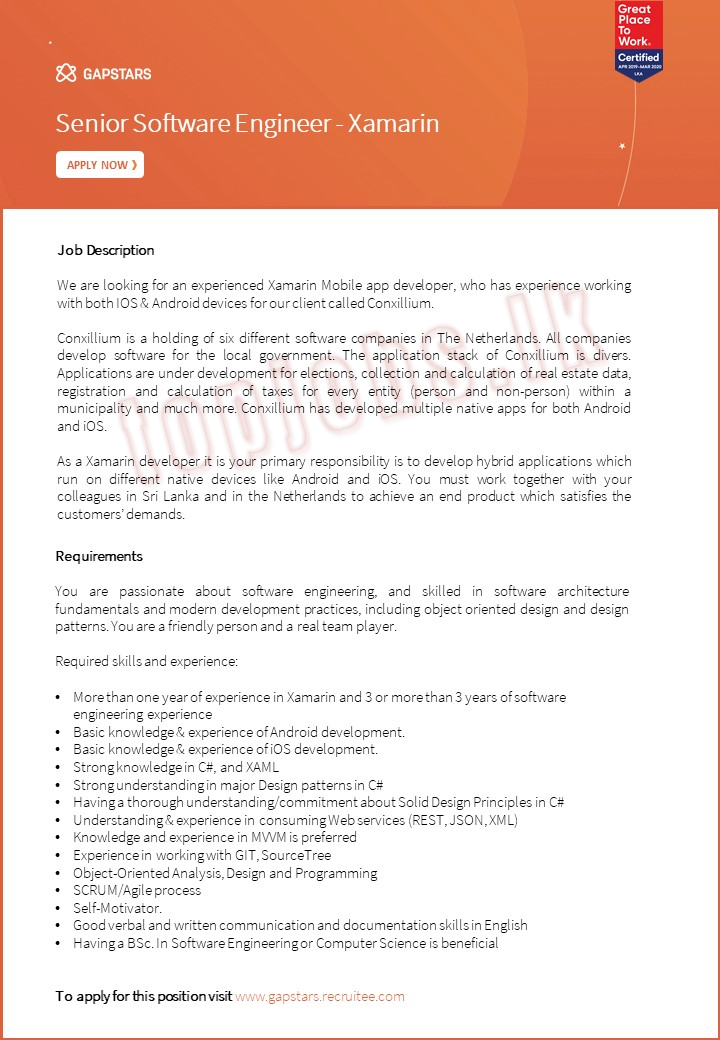 Great
Place
To
Work®
Certified
APR 2019-MAR 2020
LKA
GAPSTARS
Senior Software Engineer - Xamarin
APPLY NOW ❯
Job Description
We are looking for an experienced Xamarin Mobile app developer, who has experience working
with both IOS & Android devices for our client called Conxillium.
Conxillium is a holding of six different software companies in The Netherlands. All companies
develop software for the local government. The application stack of Conxillium is divers.
Applications are under development for elections, collection and calculation of real estate data,
registration and calculation of taxes for every entity (person and non-person) within a
municipality and much more. Conxillium has developed multiple native apps for both Android
and iOS.
topjobs.lk
As a Xamarin developer it is your primary responsibility is to develop hybrid applications which
run on different native devices like Android and iOS. You must work together with your
colleagues in Sri Lanka and in the Netherlands to achieve an end product which satisfies the
customers' demands.
Requirements
You are passionate about software engineering, and skilled in software architecture
fundamentals and modern development practices, including object oriented design and design
patterns. You are a friendly person and a real team player.
Required skills and experience:
• More than one year of experience in Xamarin and 3 or more than 3 years of software
engineering experience
• Basic knowledge & experience of Android development.
• Basic knowledge & experience of iOS development.
• Strong knowledge in C#, and XAML
• Strong understanding in major Design patterns in C#
• Having a thorough understanding/commitment about Solid Design Principles in C#
• Understanding & experience in consuming Web services (REST, JSON, XML)
• Knowledge and experience in MVVM is preferred
• Experience in working with GIT, SourceTree
• Object-Oriented Analysis, Design and Programming
• SCRUM/Agile process
• Self-Motivator.
• Good verbal and written communication and documentation skills in English
• Having a BSc. In Software Engineering or Computer Science is beneficial
To apply for this position visit www.gapstars.recruitee.com